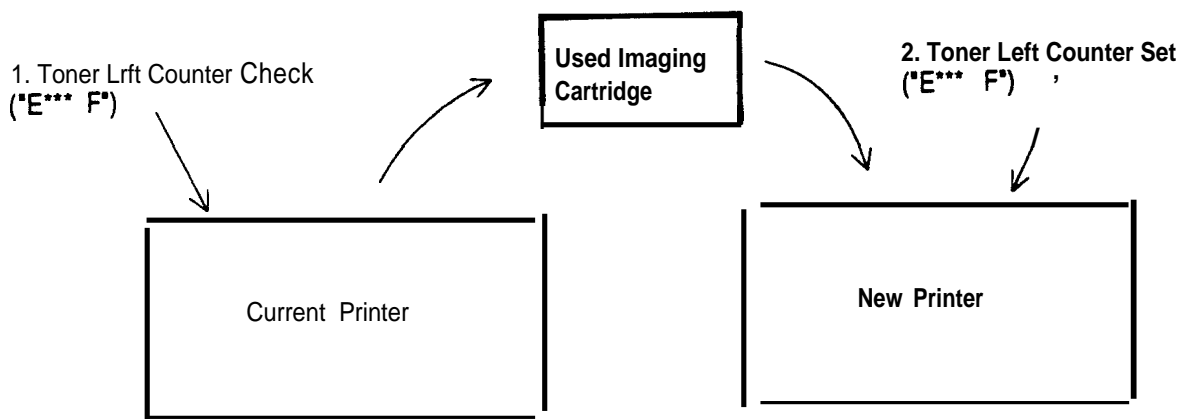 1. Toner Lrft Counter Check
("E*** F")
Used Imaging
Cartridge
2. Toner Left Counter Set
("E*** F") ,
Current Printer
New Printer